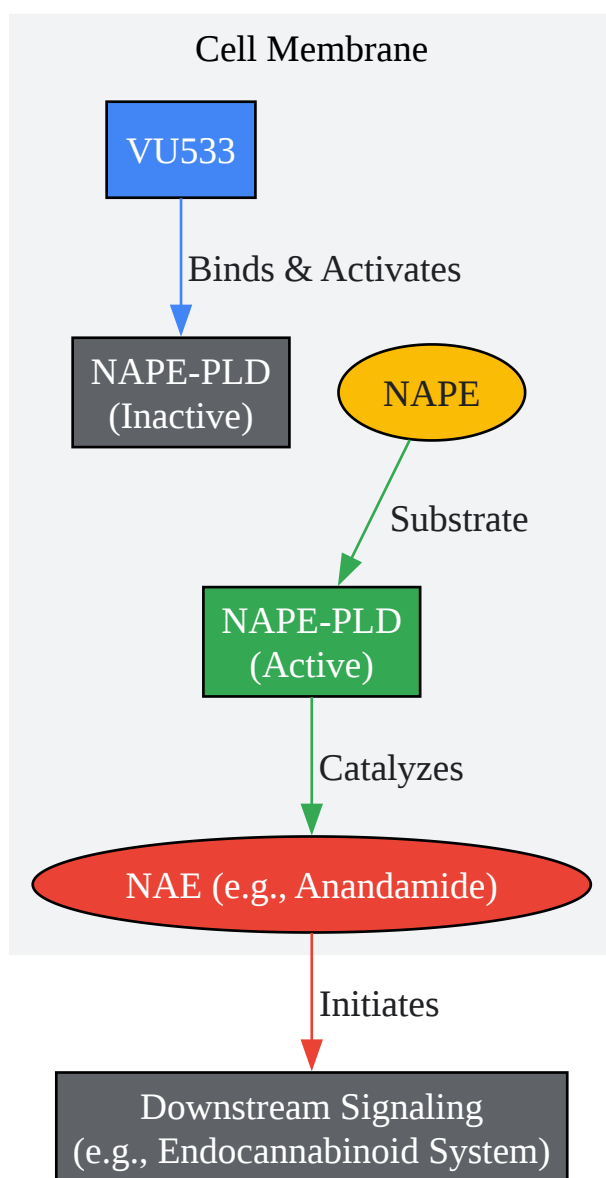 Cell Membrane
VU533
Binds & Activates
NAPE-PLD
(Inactive)
NAPE
Substrate
NAPE-PLD
(Active)
Catalyzes
NAE (e.g., Anandamide)
Initiates
Downstream Signaling
(e.g., Endocannabinoid System)